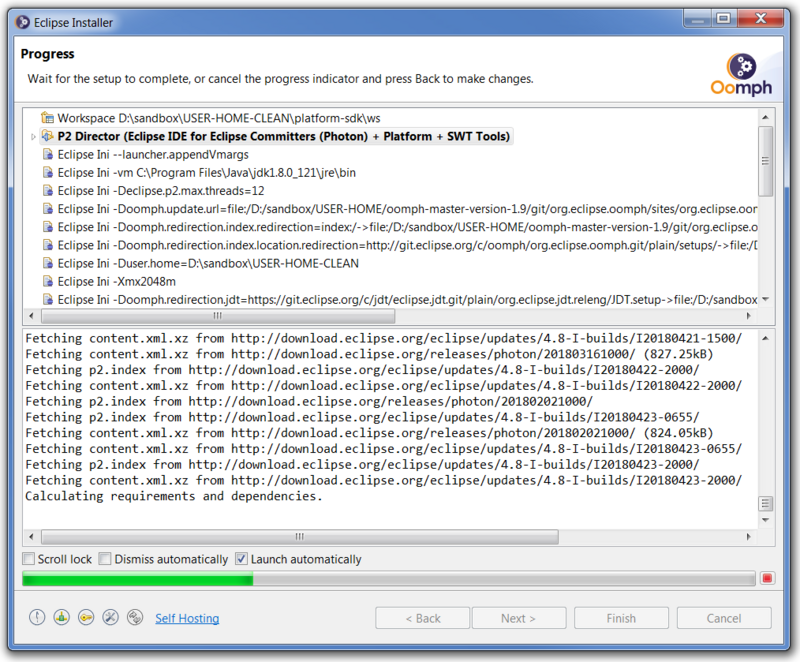 Eclipse Installer
Progress
Wait for the setup to complete, or cancel the progress indicator and press Back to make changes.
Oomph
Workspace D:\sandbox\USER-HOME-CLEAN\platform-sdk\ws
P2 Director (Eclipse IDE for Eclipse Committers (Photon) + Platform + SWT Tools)
Eclipse Ini --launcher.appendVmargs
Eclipse Ini -vm C:\Program Files\Java\jdk1.8.0_121\jre\bin
Eclipse Ini -Declipse.p2.max.threads=12
Eclipse Ini -Doomph.update.url=file:/D:/sandbox/USER-HOME/oomph-master-version-1.9/git/org.eclipse.oomph/sites/org.eclipse.oon
Eclipse Ini -Doomph.redirection.index.redirection=index:/->file:/D:/sandbox/USER-HOME/oomph-master-version-1.9/git/org.eclipse
Eclipse Ini -Doomph.redirection.index.location.redirection=http://git.eclipse.org/c/oomph/org.eclipse.oomph.git/plain/setups/->file:/D
Eclipse Ini -Duser.home=D:\sandbox\USER-HOME-CLEAN
Eclipse Ini -Xmx2048m
Eclipse Ini -Doomph.redirection.jdt=https://git.eclipse.org/c/jdt/eclipse.jdt.git/plain/org.eclipse.jdt.releng/JDT.setup->file:/D:/sandbox
Fetching content.xml.xz from http://download.eclipse.org/eclipse/updates/4.8-I-builds/I20180421-1500/
Fetching content.xml.xz from http://download.eclipse.org/releases/photon/201803161000/ (827.25kB)
Fetching p2.index from http://download.eclipse.org/eclipse/updates/4.8-I-builds/I20180422-2000/
Fetching content.xml.xz from http://download.eclipse.org/eclipse/updates/4.8-I-builds/I20180422-2000/
Fetching p2.index from http://download.eclipse.org/releases/photon/201802021000/
Fetching p2.index from http://download.eclipse.org/eclipse/updates/4.8-I-builds/I20180423-0655/
Fetching content.xml.xz from http://download.eclipse.org/releases/photon/201802021000/ (824.05kB)
Fetching content.xml.xz from http://download.eclipse.org/eclipse/updates/4.8-I-builds/I20180423-0655/
Fetching p2.index from http://download.eclipse.org/eclipse/updates/4.8-I-builds/I20180423-2000/
Fetching content.xml.xz from http://download.eclipse.org/eclipse/updates/4.8-I-builds/I20180423-2000/
Calculating requirements and dependencies.
Scroll lock Dismiss automatically Launch automatically
Self Hosting < Back Next > Finish Cancel